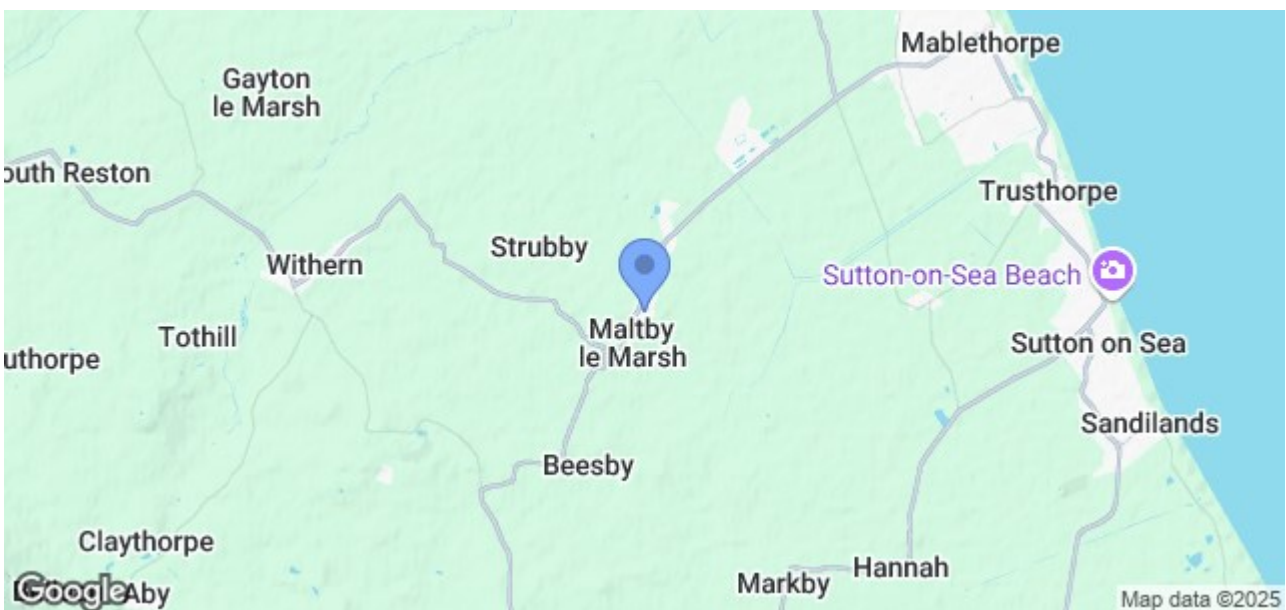 Mablethorpe
Gayton
le Marsh
outh Reston
Trusthorpe
Strubby
Withern
Sutton-on-Sea Beach
Maltby
le Marsh
Tothill
uthorpe
Sutton on Sea
Sandilands
Beesby
Claythorpe
Hannah
Markby
Google
Aby
Map data ©2025